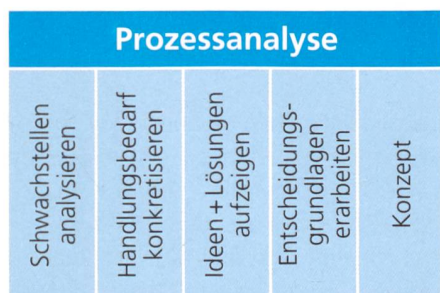 Prozessanalyse
Schwachstellen
analysieren
Handlungsbedarf
konkretisieren
Ideen + Lösungen
aufzeigen
Entscheidungs-
grundlagen
erarbeiten
Konzept